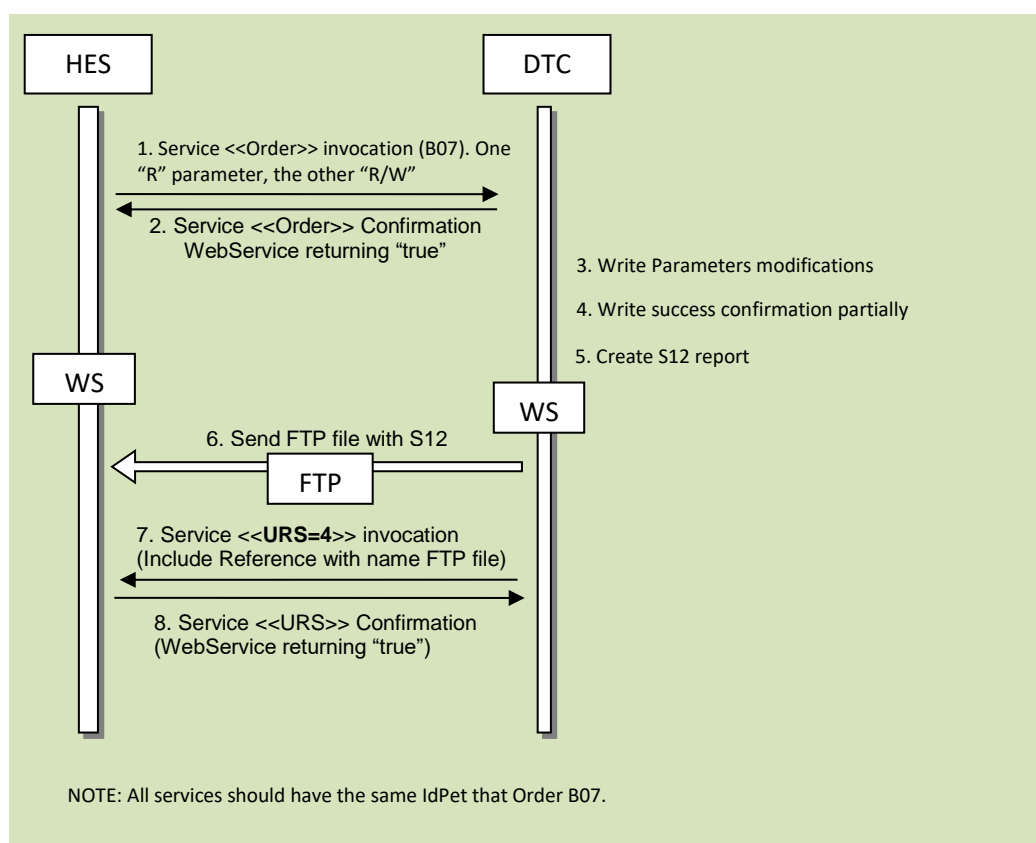 HES
DTC
1. Service <<Order>> invocation (B07). One
“R” parameter, the other “R/W”
2. Service <<Order>> Confirmation
WebService returning “true”
3. Write Parameters modifications
4. Write success confirmation partially
5. Create S12 report
WS
WS
6. Send FTP file with S12
FTP
7. Service <<URS=4>> invocation
(Include Reference with name FTP file)
8. Service <<URS>> Confirmation
(WebService returning “true”)
NOTE: All services should have the same IdPet that Order B07.